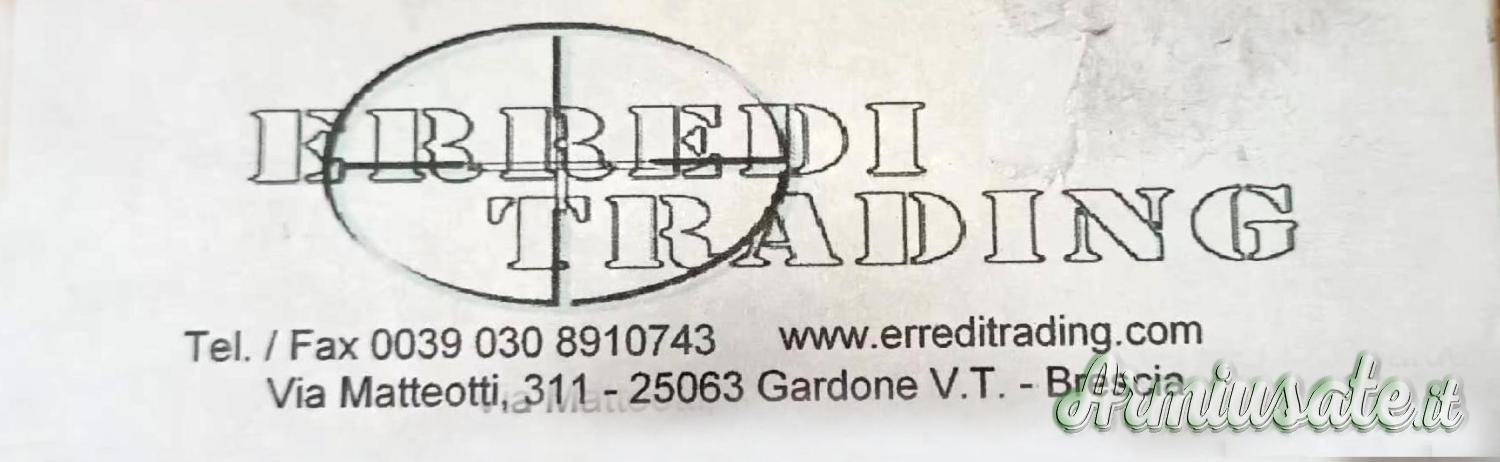 ERREDI
TRADING
Tel. / Fax 0039 030 8910743 www.erreditrading.com
Via Matteotti, 311 - 25063 Gardone V.T. - Brescia
Armiusate.it